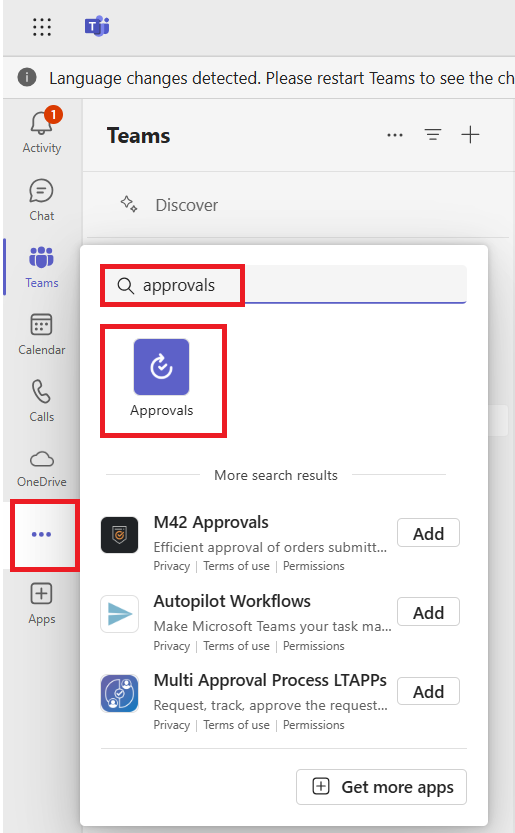 Language changes detected. Please restart Teams to see the ch
1
Activity
Chat
Teams
Calendar
Calls
OneDrive
Apps
Teams
Discover
approvals
Approvals
More search results
M42 Approvals
Efficient approval of orders submitt...
Privacy | Terms of use | Permissions
Add
Autopilot Workflows
Make Microsoft Teams your task ma...
Privacy | Terms of use | Permissions
Add
Multi Approval Process LTAPPs
Request, track, approve the request...
Privacy | Terms of use | Permissions
Add
Get more apps